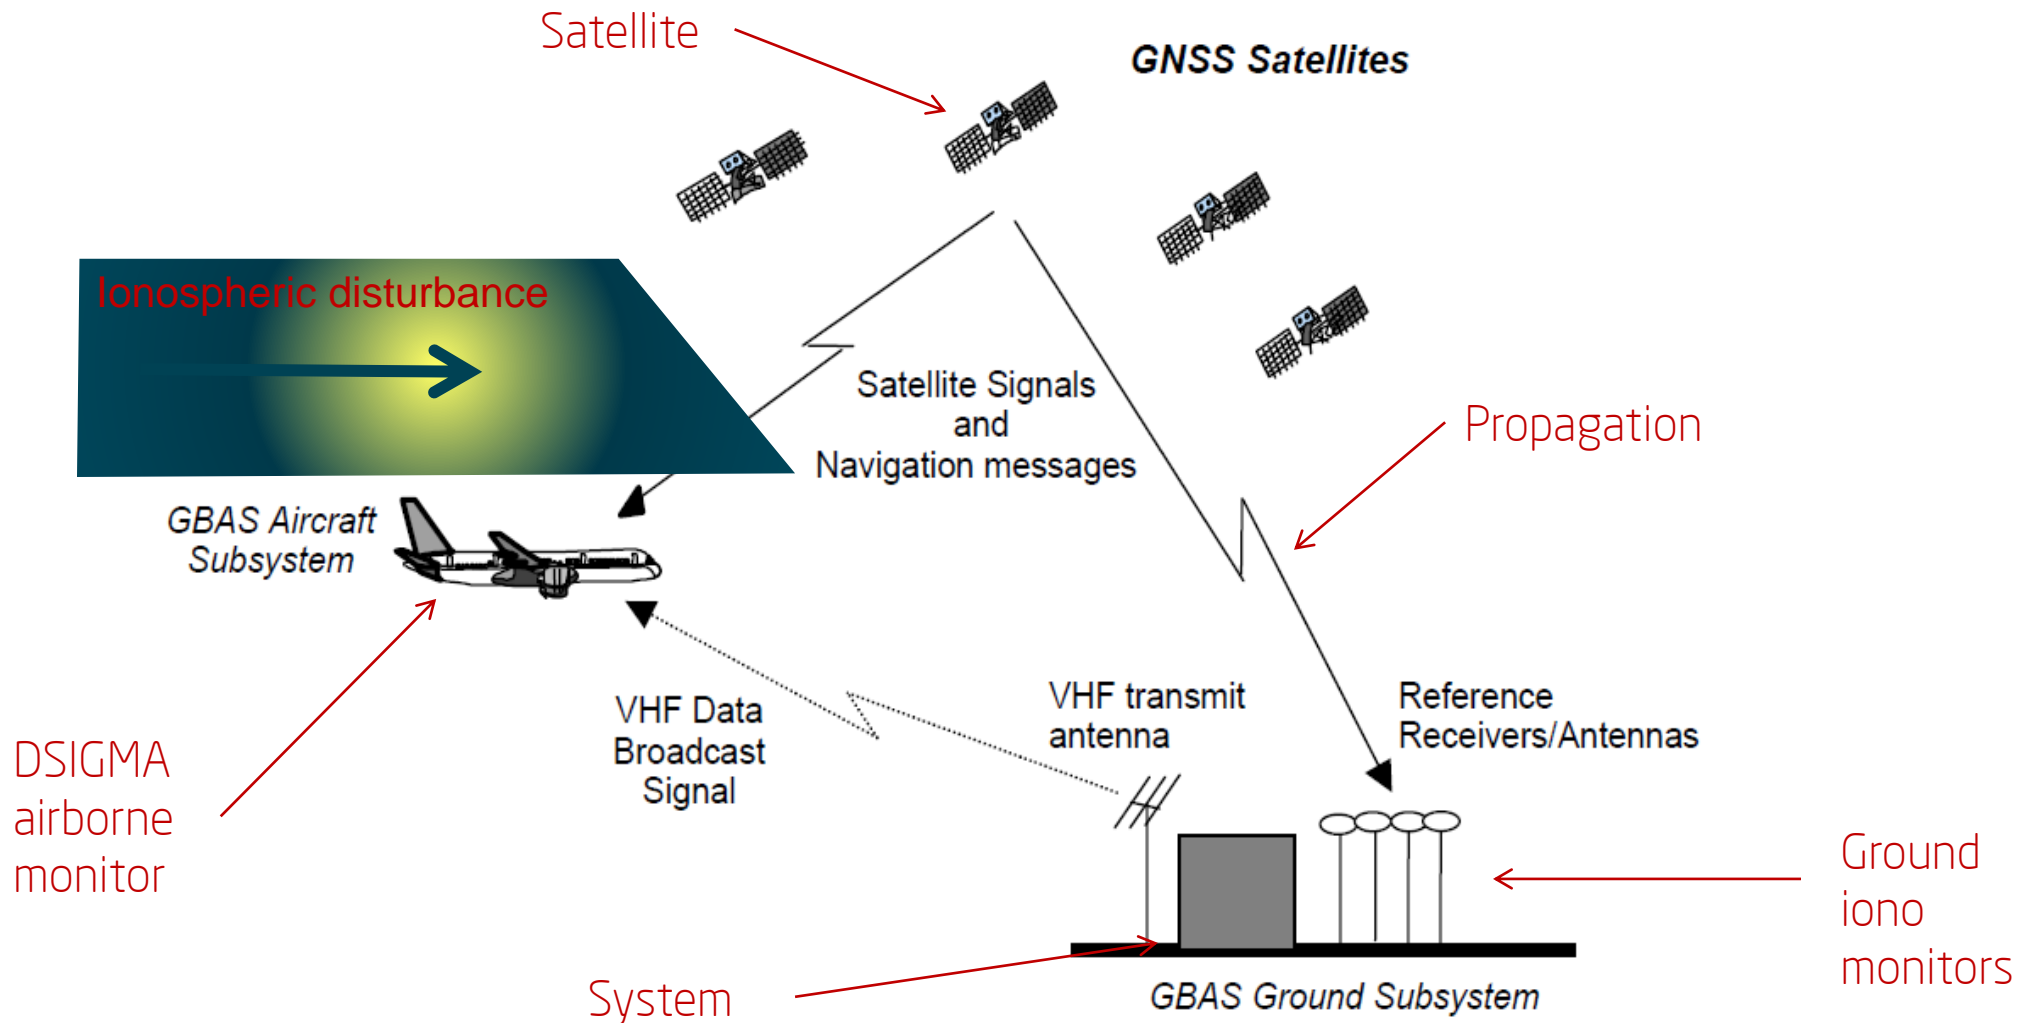 Satellite
GNSS Satellites
Ionospheric disturbance
Satellite Signals
and
Navigation messages
Propagation
GBAS Aircraft
Subsystem
VHF Data
Broadcast
Signal
VHF transmit
antenna
Reference
Receivers/Antennas
DSIGMA
airborne
monitor
Ground
iono
monitors
System
GBAS Ground Subsystem